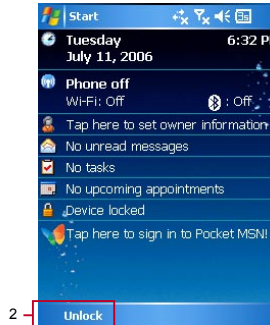 Start
Tuesday 6:32 P
July 11, 2006
Phone off
Wi-Fi: Off : Off
Tap here to set owner information
No unread messages
No tasks
No upcoming appointments
Device locked
Tap here to sign in to Pocket MSN!
2 Unlock